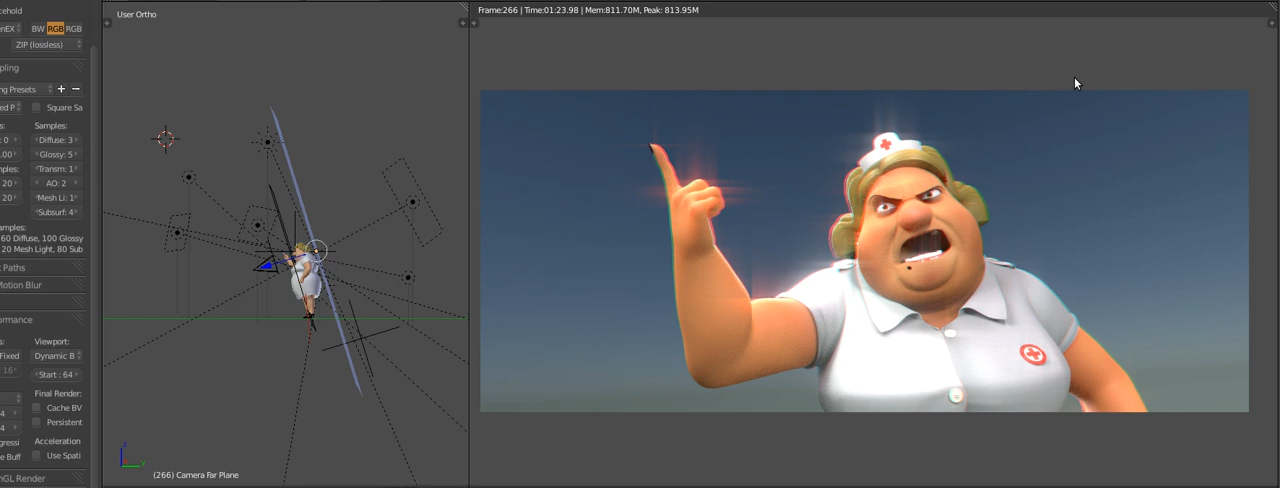 cehold
User Ortho
Frame:266 | Time:01:23.98 | Mem:811.70M, Peak: 813.95M
enEX
BW RGB RGB
ZIP (lossless)
pling
ng Presets
ed P
Square Sa
s:
Samples:
: 0
Diffuse: 3
.00
Glossy: 5
mples:
Transm: 1
20
AO: 2
20
Mesh Li: 1
Subsurf: 4
amples:
60 Diffuse, 100 Glossy
20 Mesh Light, 80 Sub
t Paths
Motion Blur
ormance
s:
Viewport:
Fixed
Dynamic B
: 16
Start : 64
Final Render:
Cache BV
4
Persistent
4
gressi
Acceleration
e Buff
Use Spati
nGL Render
z
y
(266) Camera Far Plane